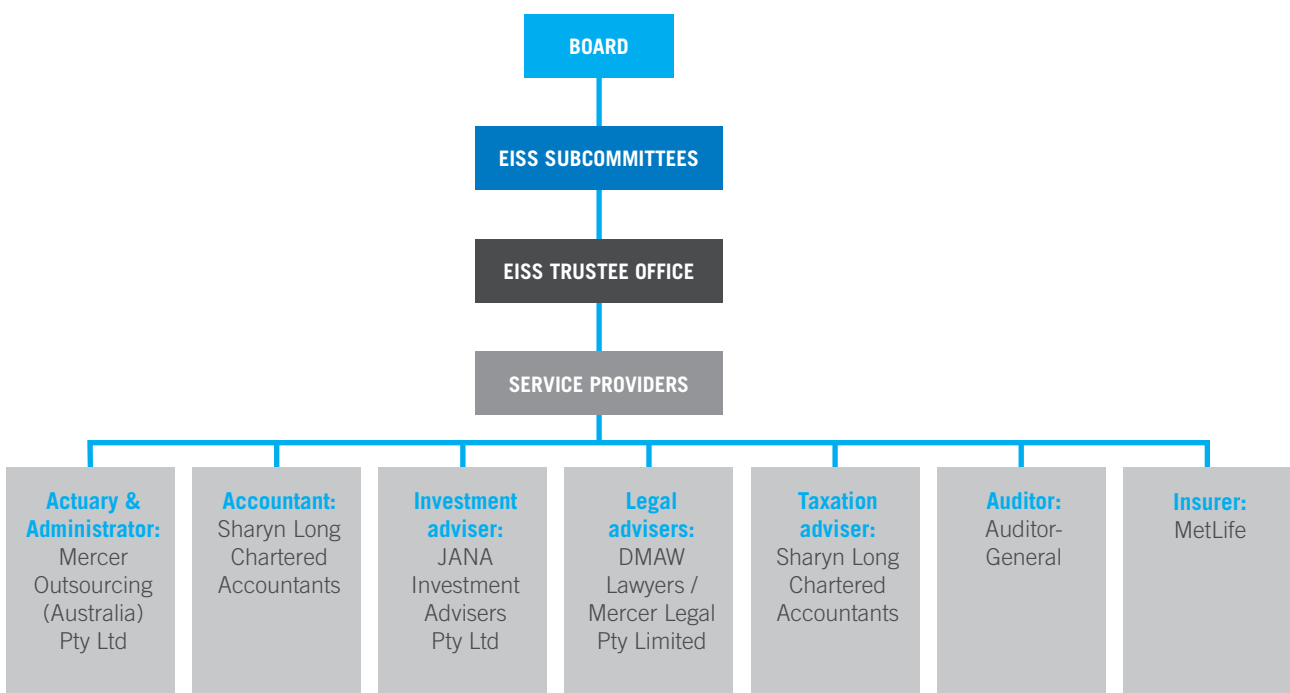 BOARD
EISS SUBCOMMITTEES
EISS TRUSTEE OFFICE
SERVICE PROVIDERS
Actuary &
Administrator:
Mercer
Outsourcing
(Australia)
Pty Ltd
Accountant:
Sharyn Long
Chartered
Accountants
Investment
adviser:
JANA
Investment
Advisers
Pty Ltd
Legal
advisers:
DMAW
Lawyers /
Mercer Legal
Pty Limited
Taxation
adviser:
Sharyn Long
Chartered
Accountants
Auditor:
Auditor-
General
Insurer:
MetLife